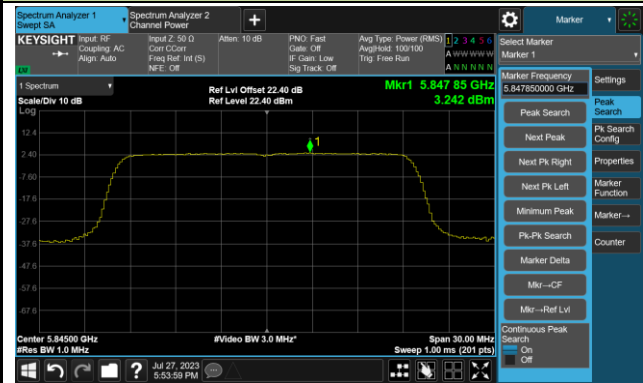 Spectrum Analyzer 1
Swept SA
Spectrum Analyzer 2
Channel Power
+
Marker
KEYSIGHT
Input: RF
Coupling: AC
Align: Auto
Input Z: 50 Ω
Corr CCorr
Freq Ref: Int (S)
NFE: Off
Atten: 10 dB
PNO: Fast
Gate: Off
IF Gain: Low
Sig Track: Off
Avg Type: Power (RMS)
Avg|Hold: 100/100
Trig: Free Run
1 2 3 4 5 6
A W W W W W
A N N N N N
Select Marker
Marker 1
1 Spectrum
Scale/Div 10 dB
Log
Ref Lvl Offset 22.40 dB
Ref Level 22.40 dBm
Mkr1 5.847 85 GHz
3.242 dBm
12.4
2.40
-7.60
-17.6
-27.6
-37.6
-47.6
-57.6
-67.6
1
Center 5.84500 GHz
#Res BW 1.0 MHz
#Video BW 3.0 MHz*
Span 30.00 MHz
Sweep 1.00 ms (201 pts)
Marker Frequency
5.847850000 GHz
Peak Search
Next Peak
Next Pk Right
Next Pk Left
Minimum Peak
Pk-Pk Search
Marker Delta
Mkr→CF
Mkr→Ref Lvl
Continuous Peak
Search
On
Off
Settings
Peak
Search
Pk Search
Config
Properties
Marker
Function
Marker→
Counter
?
Jul 27, 2023
5:53:59 PM